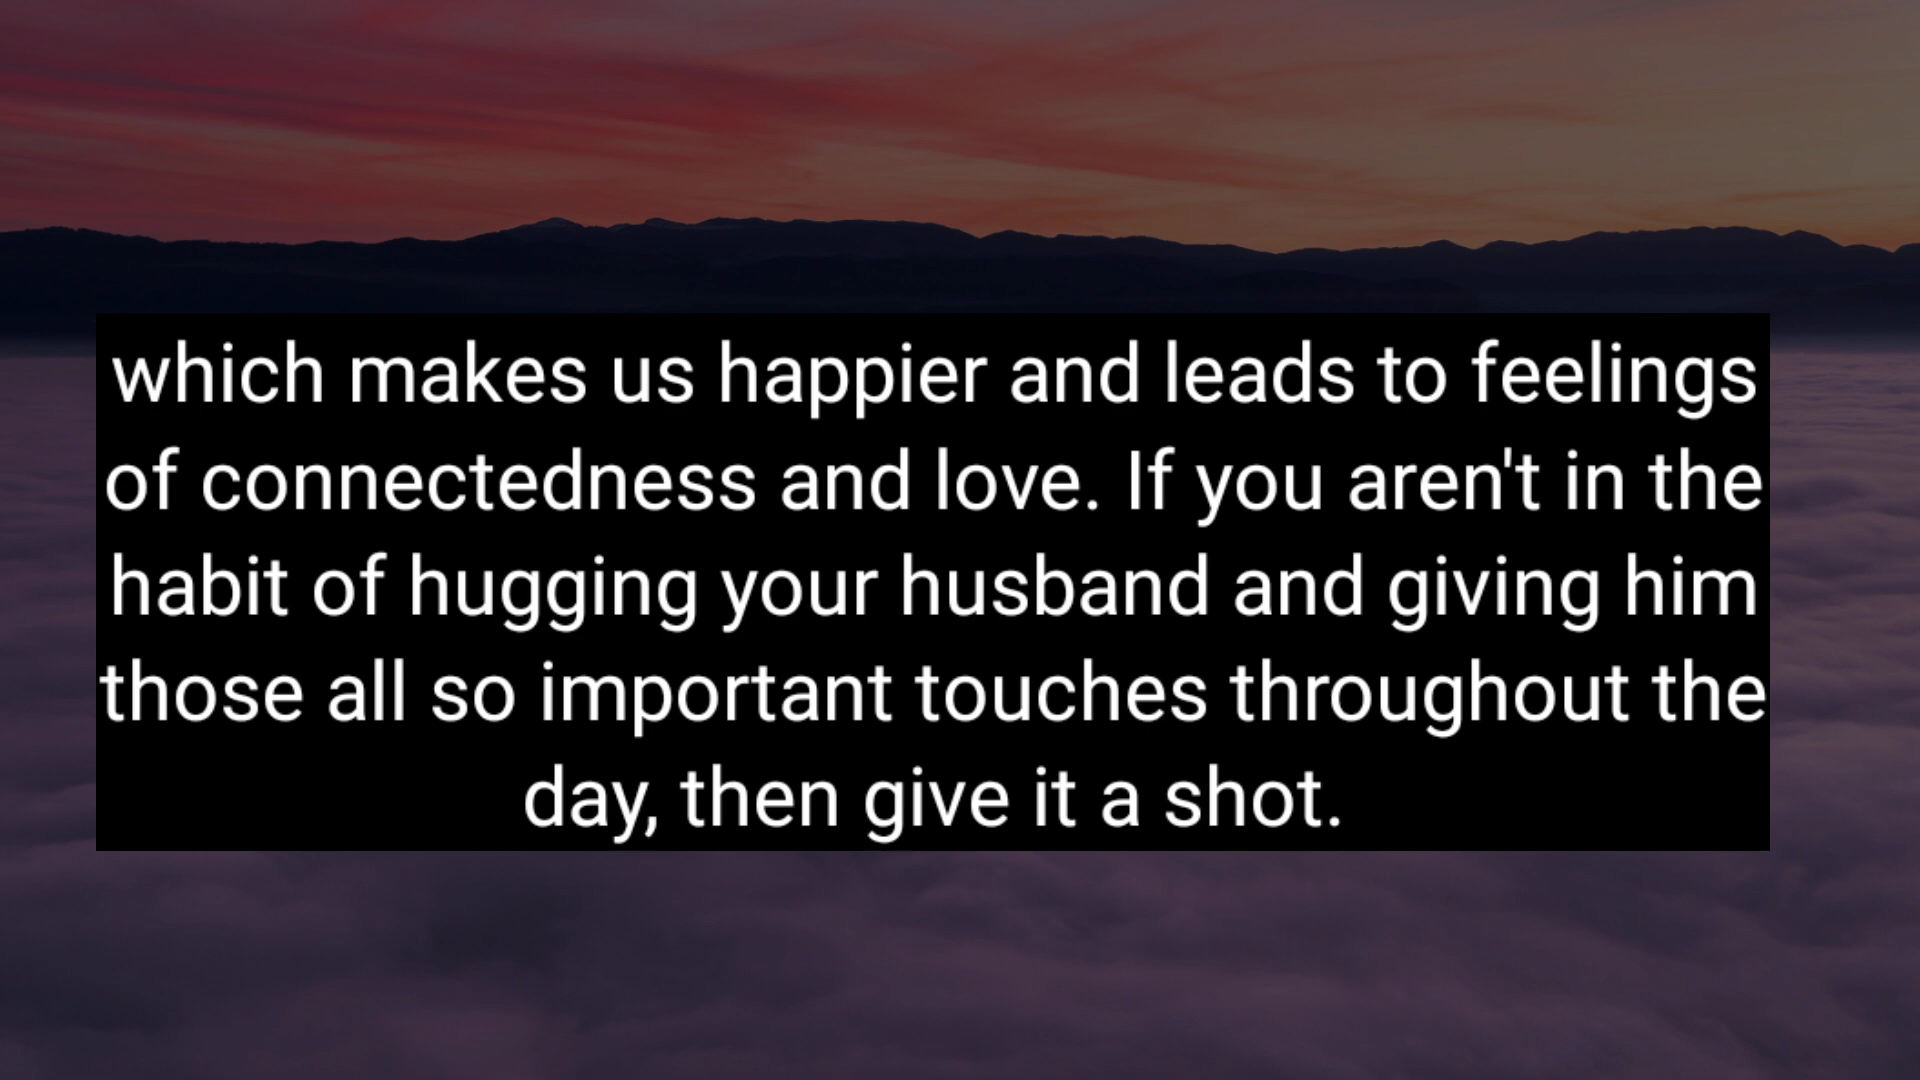 which makes us happier and leads to feelings
of connectedness and love. If you aren't in the
habit of hugging your husband and giving him
those all so important touches throughout the
day, then give it a shot.